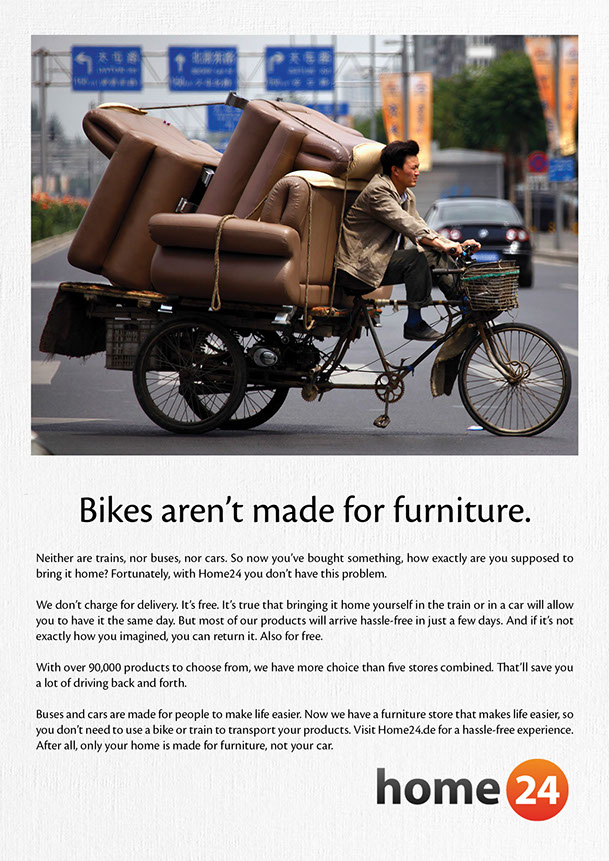 Bikes aren't made for furniture.
Neither are trains, nor buses, nor cars. So now you've bought something, how exactly are you supposed to
bring it home? Fortunately, with Home24 you don't have this problem.
We don't charge for delivery. It's free. It's true that bringing it home yourself in the train or in a car will allow
you to have it the same day. But most of our products will arrive hassle-free in just a few days. And if it's not
exactly how you imagined, you can return it. Also for free.
With over 90,000 products to choose from, we have more choice than five stores combined. That'll save you
a lot of driving back and forth.
Buses and cars are made for people to make life easier. Now we have a furniture store that makes life easier, so
you don't need to use a bike or train to transport your products. Visit Home24.de for a hassle-free experience.
After all, only your home is made for furniture, not your car.
home 24